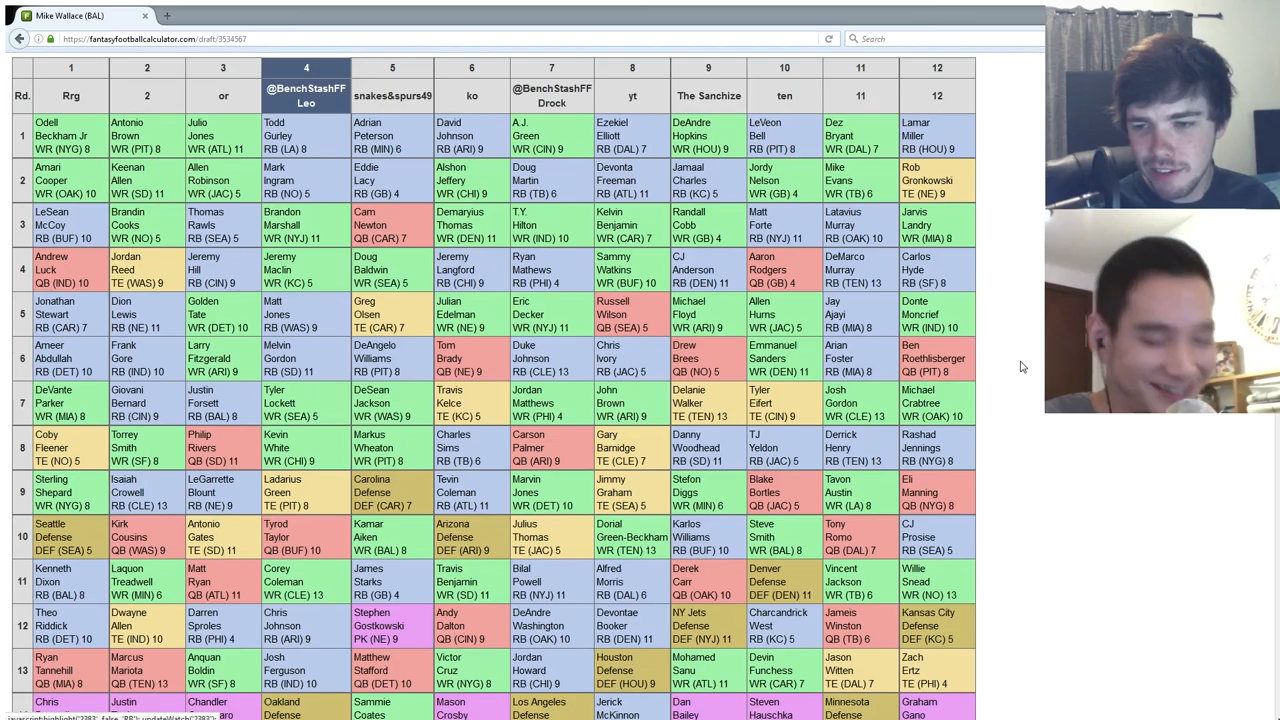 Mike Wallace (BAL)
https://fantasyfootballcalculator.com/draft/3534567
Search
1 2 3 4 5 6 7 8 9 10 11 12
Rd. Rrg 2 or @BenchStashFF Leo snakes&spurs49 ko @BenchStashFF Drock yt The Sanchize ten 11 12
1
Odell Antonio Julio Todd Adrian David A.J. Ezekiel DeAndre LeVeon Dez Lamar
Beckham Jr Brown Jones Gurley Peterson Johnson Green Elliott Hopkins Bell Bryant Miller
WR (NYG) 8 WR (PIT) 8 WR (ATL) 11 RB (LA) 8 RB (MIN) 6 RB (ARI) 9 WR (CIN) 9 RB (DAL) 7 WR (HOU) 9 RB (PIT) 8 WR (DAL) 7 RB (HOU) 9
2
Amari Keenan Allen Mark Eddie Alshon Doug Devonta Jamaal Jordy Mike Rob
Cooper Allen Robinson Ingram Lacy Jeffery Martin Freeman Charles Nelson Evans Gronkowski
WR (OAK) 10 WR (SD) 11 WR (JAC) 5 RB (NO) 5 RB (GB) 4 WR (CHI) 9 RB (TB) 6 RB (ATL) 11 RB (KC) 5 WR (GB) 4 WR (TB) 6 TE (NE) 9
3
LeSean Brandin Thomas Brandon Cam Demaryius T.Y. Kelvin Randall Matt Latavius Jarvis
McCoy Cooks Rawls Marshall Newton Thomas Hilton Benjamin Cobb Forte Murray Landry
RB (BUF) 10 WR (NO) 5 RB (SEA) 5 WR (NYJ) 11 QB (CAR) 7 WR (DEN) 11 WR (IND) 10 WR (CAR) 7 WR (GB) 4 RB (NYJ) 11 RB (OAK) 10 WR (MIA) 8
4
Andrew Jordan Jeremy Jeremy Doug Jeremy Ryan Sammy CJ Aaron DeMarco Carlos
Luck Reed Hill Maclin Baldwin Langford Mathews Watkins Anderson Rodgers Murray Hyde
QB (IND) 10 TE (WAS) 9 RB (CIN) 9 WR (KC) 5 WR (SEA) 5 RB (CHI) 9 RB (PHI) 4 WR (BUF) 10 RB (DEN) 11 QB (GB) 4 RB (TEN) 13 RB (SF) 8
5
Jonathan Dion Golden Matt Greg Julian Eric Russell Michael Allen Jay Donte
Stewart Lewis Tate Jones Olsen Edelman Decker Wilson Floyd Hurns Ajayi Moncrief
RB (CAR) 7 RB (NE) 11 WR (DET) 10 RB (WAS) 9 TE (CAR) 7 WR (NE) 9 WR (NYJ) 11 QB (SEA) 5 WR (ARI) 9 WR (JAC) 5 RB (MIA) 8 WR (IND) 10
6
Ameer Frank Larry Melvin DeAngelo Tom Duke Chris Drew Emmanuel Arian Ben
Abdullah Gore Fitzgerald Gordon Williams Brady Johnson Ivory Brees Sanders Foster Roethlisberger
RB (DET) 10 RB (IND) 10 WR (ARI) 9 RB (SD) 11 RB (PIT) 8 QB (NE) 9 RB (CLE) 13 RB (JAC) 5 QB (NO) 5 WR (DEN) 11 RB (MIA) 8 QB (PIT) 8
7
DeVante Giovani Justin Tyler DeSean Travis Jordan John Delanie Tyler Josh Michael
Parker Bernard Forsett Lockett Jackson Kelce Matthews Brown Walker Eifert Gordon Crabtree
WR (MIA) 8 RB (CIN) 9 RB (BAL) 8 WR (SEA) 5 WR (WAS) 9 TE (KC) 5 WR (PHI) 4 WR (ARI) 9 TE (TEN) 13 TE (CIN) 9 WR (CLE) 13 WR (OAK) 10
8
Coby Torrey Philip Kevin Markus Charles Carson Gary Danny TJ Derrick Rashad
Fleener Smith Rivers White Wheaton Sims Palmer Barnidge Woodhead Yeldon Henry Jennings
TE (NO) 5 WR (SF) 8 QB (SD) 11 WR (CHI) 9 WR (PIT) 8 RB (TB) 6 QB (ARI) 9 TE (CLE) 7 RB (SD) 11 RB (JAC) 5 RB (TEN) 13 RB (NYG) 8
9
Sterling Isaiah LeGarrette Ladarius Carolina Tevin Marvin Jimmy Stefon Blake Tavon Eli
Shepard Crowell Blount Green Defense Coleman Jones Graham Diggs Bortles Austin Manning
WR (NYG) 8 RB (CLE) 13 RB (NE) 9 TE (PIT) 8 DEF (CAR) 7 RB (ATL) 11 WR (DET) 10 TE (SEA) 5 WR (MIN) 6 QB (JAC) 5 WR (LA) 8 QB (NYG) 8
10
Seattle Kirk Antonio Tyrod Kamar Arizona Julius Dorial Karlos Steve Tony CJ
Defense Cousins Gates Taylor Aiken Defense Thomas Green-Beckham Williams Smith Romo Prosise
DEF (SEA) 5 QB (WAS) 9 TE (SD) 11 QB (BUF) 10 WR (BAL) 8 DEF (ARI) 9 TE (JAC) 5 WR (TEN) 13 RB (BUF) 10 WR (BAL) 8 QB (DAL) 7 RB (SEA) 5
11
Kenneth Laquon Matt Corey James Travis Bilal Alfred Derek Denver Vincent Willie
Dixon Treadwell Ryan Coleman Starks Benjamin Powell Morris Carr Defense Jackson Snead
RB (BAL) 8 WR (MIN) 6 QB (ATL) 11 WR (CLE) 13 RB (GB) 4 WR (SD) 11 RB (NYJ) 11 RB (DAL) 6 QB (OAK) 10 DEF (DEN) 11 WR (TB) 6 WR (NO) 13
12
Theo Dwayne Darren Chris Stephen Andy DeAndre Devontae NY Jets Charcandrick Jameis Kansas City
Riddick Allen Sproles Johnson Gostkowski Dalton Washington Booker Defense West Winston Defense
RB (DET) 10 TE (IND) 10 RB (PHI) 4 RB (ARI) 9 PK (NE) 9 QB (CIN) 9 RB (OAK) 10 RB (DEN) 11 DEF (NYJ) 11 RB (KC) 5 QB (TB) 6 DEF (KC) 5
13
Ryan Marcus Anquan Josh Matthew Victor Jordan Houston Mohamed Devin Jason Zach
Tannehill Mariota Boldin Ferguson Stafford Cruz Howard Defense Sanu Funchess Witten Ertz
QB (MIA) 8 QB (TEN) 13 WR (SF) 8 RB (IND) 10 QB (DET) 10 WR (NYG) 8 RB (CHI) 9 DEF (HOU) 9 WR (ATL) 11 WR (CAR) 7 TE (DAL) 7 TE (PHI) 4
Chris Justin Chandler Oakland Sammie Mason Los Angeles Jerick Dan Steven Minnesota Graham
Defense Coates Crosby Defense McKinnon Bailey Hauschka Defense Gano